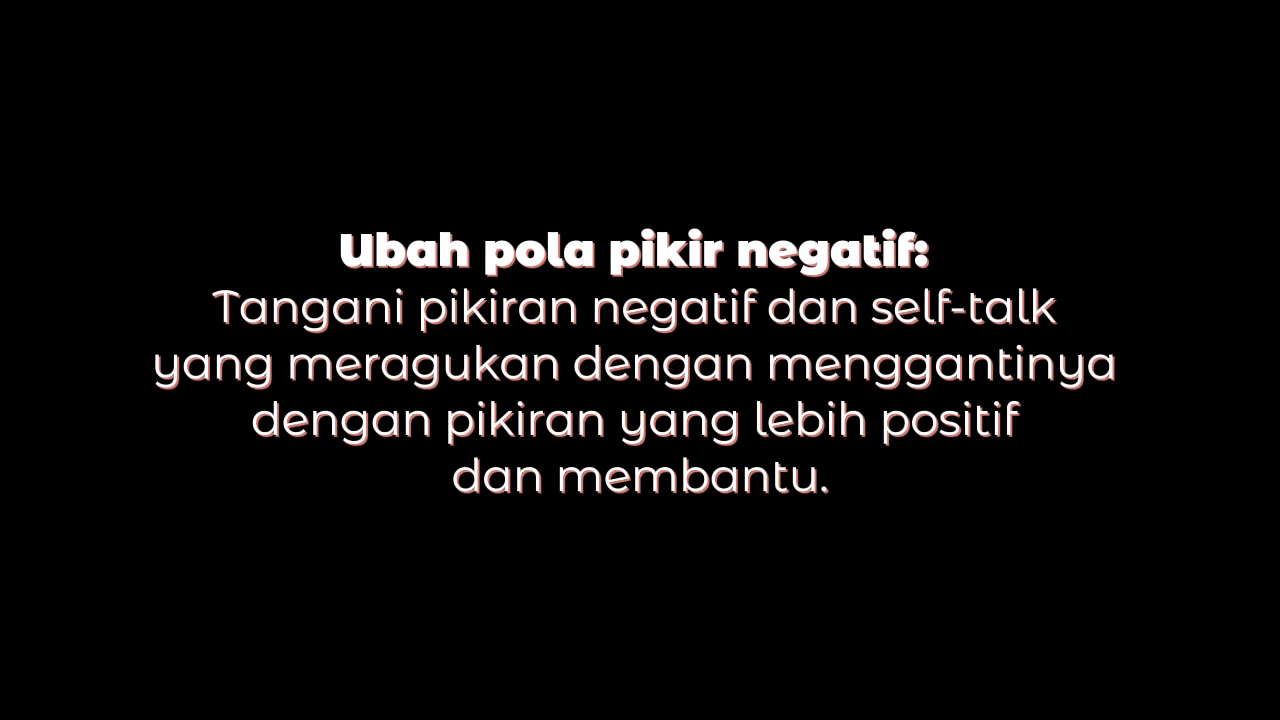 Ubah pola pikir negatif:
Tangani pikiran negatif dan self-talk
yang meragukan dengan menggantinya
dengan pikiran yang lebih positif
dan membantu.